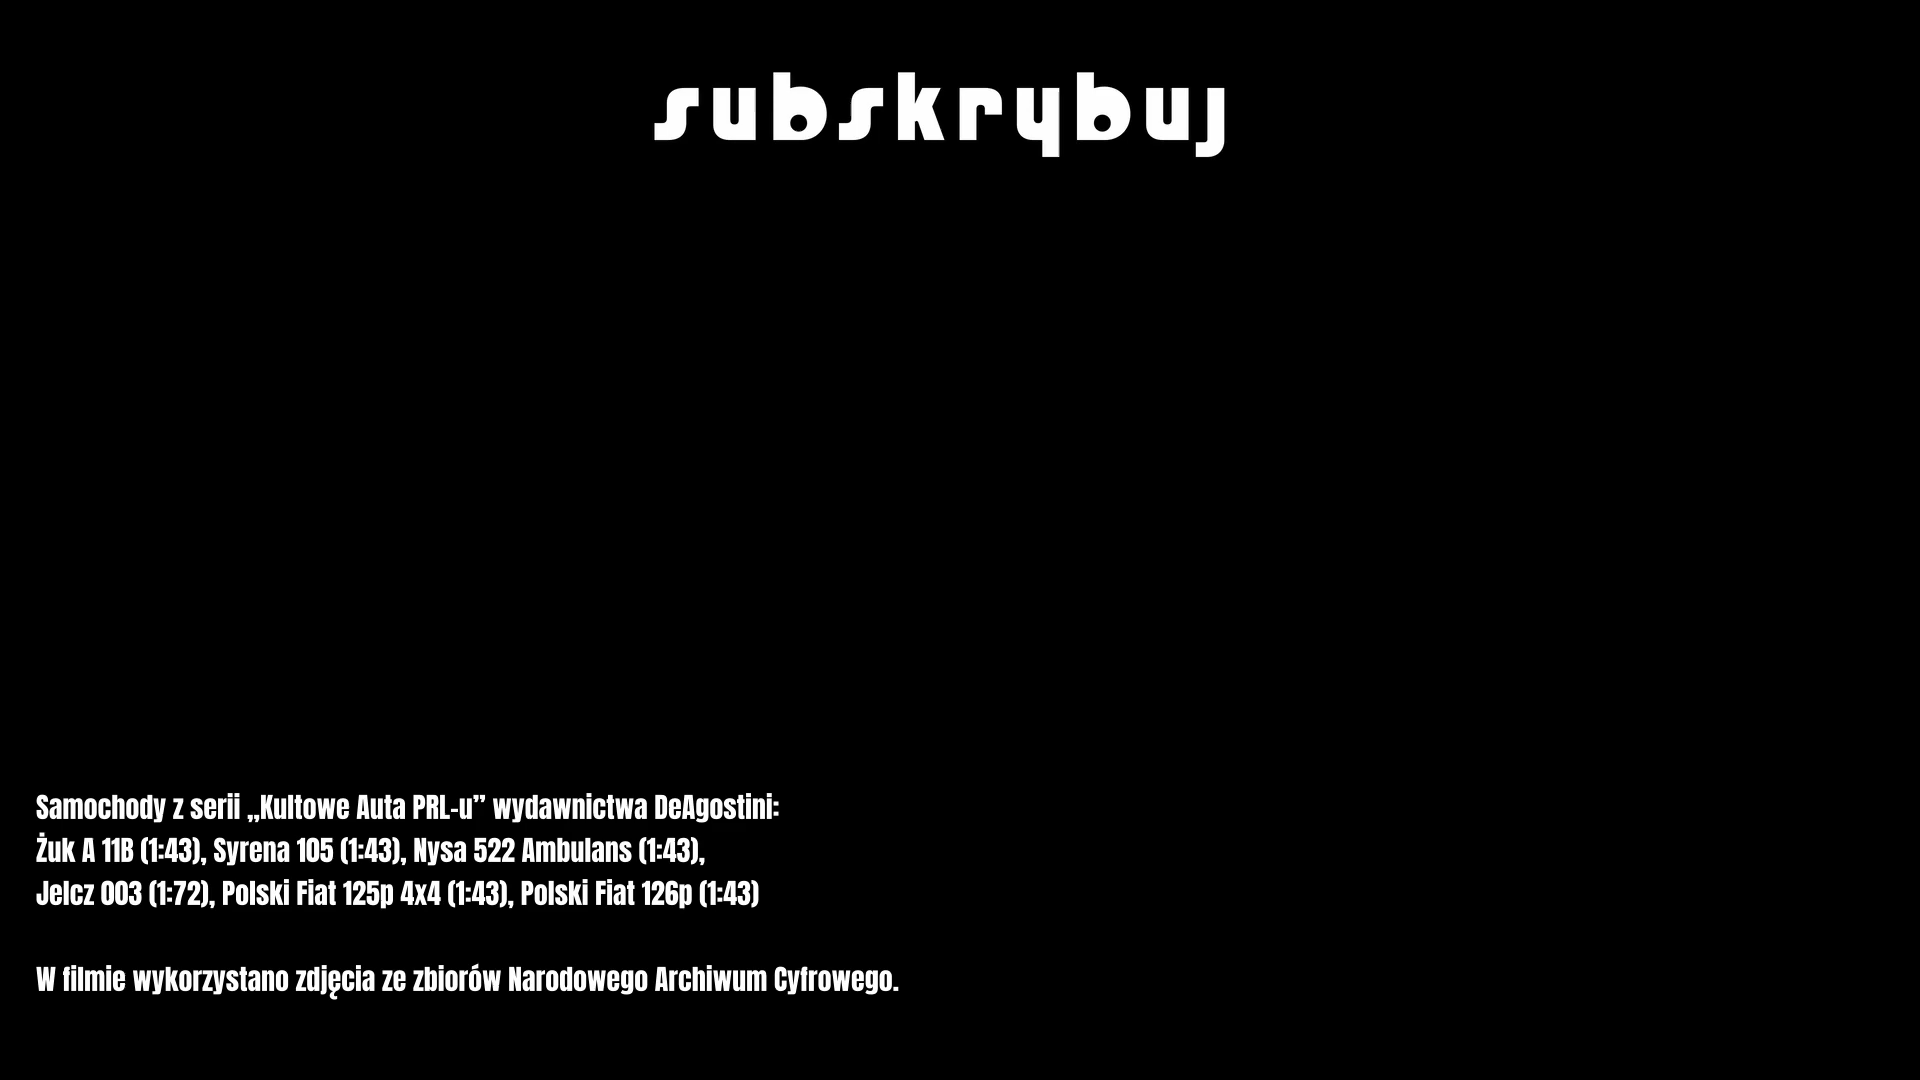 subskrybuj
Samochody z serii „Kultowe Auta PRL-u” wydawnictwa DeAgostini:
Żuk A 11B (1:43), Syrena 105 (1:43), Nysa 522 Ambulans (1:43),
Jelcz 003 (1:72), Polski Fiat 125p 4x4 (1:43), Polski Fiat 126p (1:43)
W filmie wykorzystano zdjęcia ze zbiorów Narodowego Archiwum Cyfrowego.